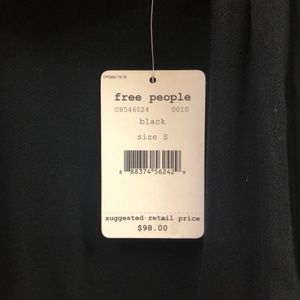 free people
OB546024 0010
black
size S
8 88374 56242 9
suggested retail price
$98.00